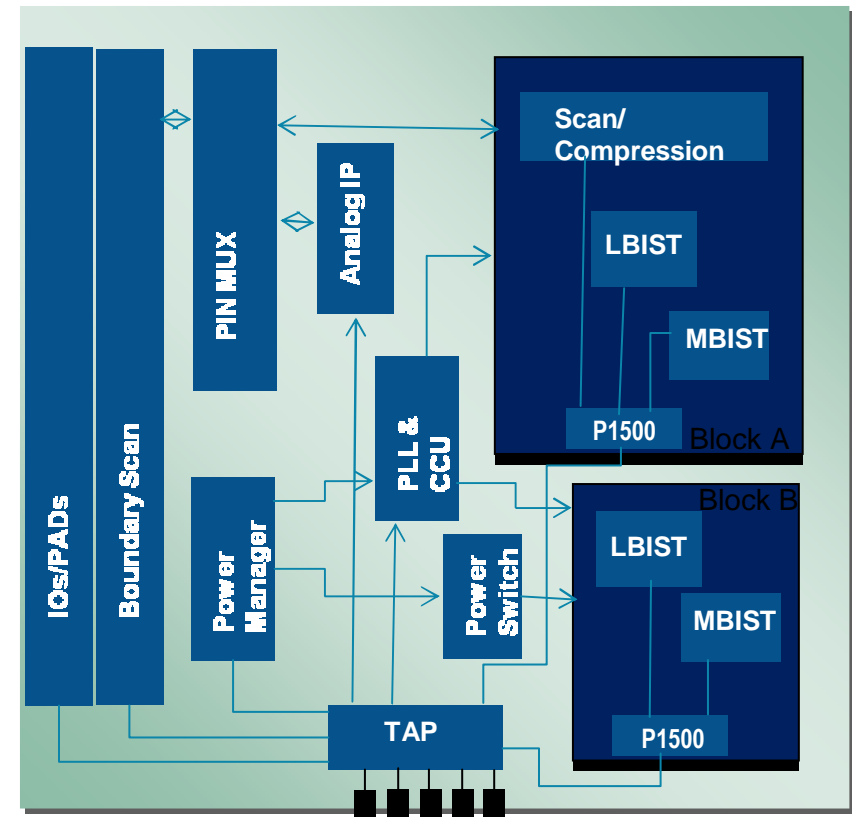 IOs/PADs
Boundary Scan
PIN MUX
Analog IP
Scan/
Compression
LBIST
MBIST
P1500
Block A
PLL &
CCU
Power
Manager
Power
Switch
Block B
LBIST
MBIST
P1500
TAP